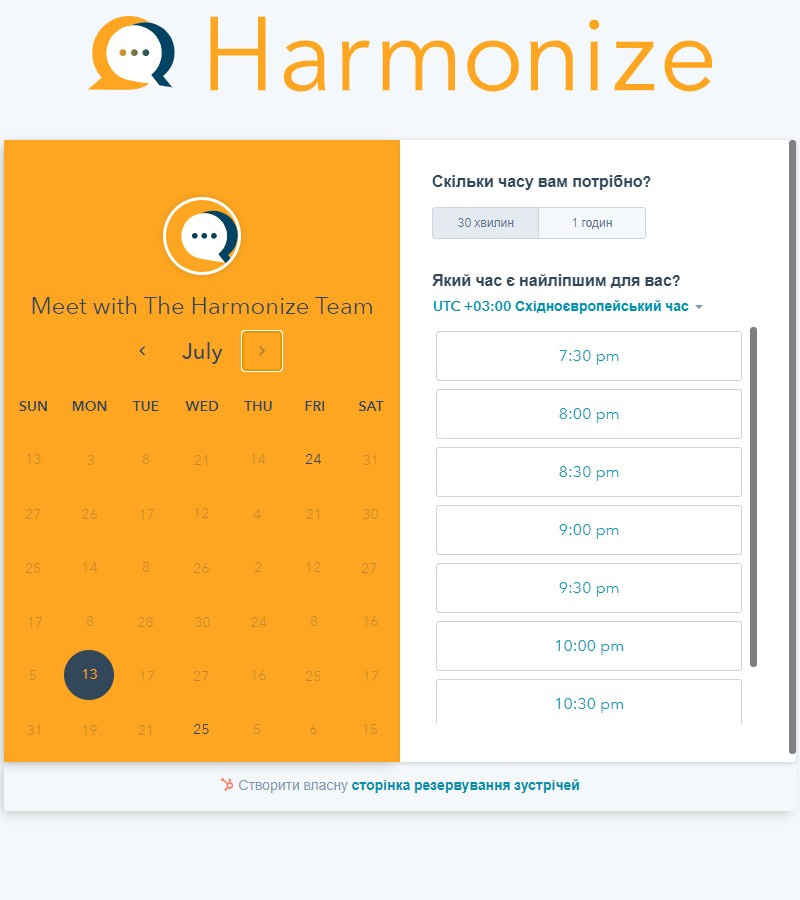 Harmonize
Meet with The Harmonize Team
July
SUN MON TUE WED THU FRI SAT
13 3 8 21 14 24 31
27 26 17 12 4 21 30
25 14 8 26 2 12 27
17 8 28 30 24 8 16
5 13 17 27 16 25 17
31 19 21 25 5 6 15
Скільки часу вам потрібно?
30 хвилин 1 годин
Який час є найліпшим для вас?
UTC +03:00 Східноєвропейський час
7:30 pm
8:00 pm
8:30 pm
9:00 pm
9:30 pm
10:00 pm
10:30 pm
Створити власну сторінка резервування зустрічей